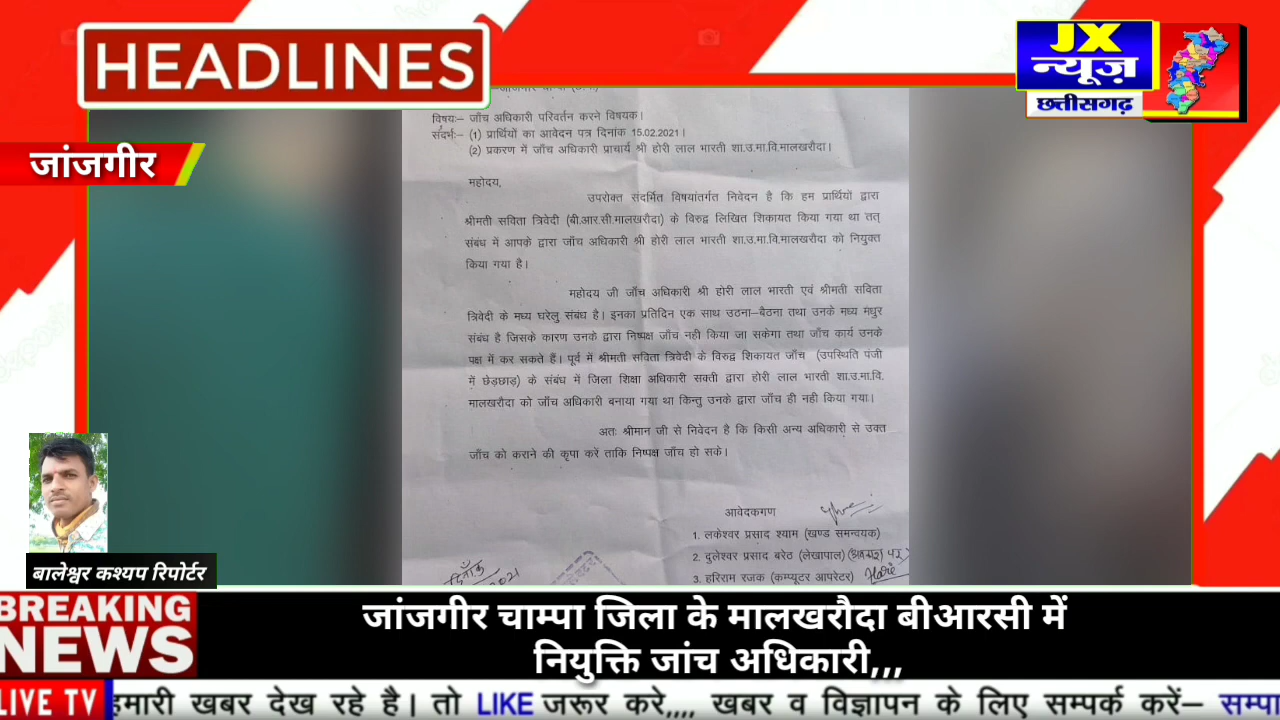 HEADLINES
JX
न्यूज़
छत्तीसगढ़
जांजगीर
विषयः– जाँच अधिकारी परिवर्तन करने विषयक।
संदर्भः– (1) प्रार्थियों का आवेदन पत्र दिनांक 15.02.2021।
(2) प्रकरण में जाँच अधिकारी प्राचार्य श्री होरी लाल भारती शा.उ.मा.वि.मालखरौदा।
महोदय,
उपरोक्त संदर्भित विषयांतर्गत निवेदन है कि हम प्रार्थियों द्वारा
श्रीमती सविता त्रिवेदी (बी.आर.सी.मालखरौदा) के विरुद्व लिखित शिकायत किया गया था तत्
संबंध में आपके द्वारा जाँच अधिकारी श्री होरी लाल भारती शा.उ.मा.वि.मालखरौदा को नियुक्त
किया गया है।
महोदय जी जाँच अधिकारी श्री होरी लाल भारती एवं श्रीमती सविता
त्रिवेदी के मध्य घरेलु संबंध है। इनका प्रतिदिन एक साथ उठना–बैठना तथा उनके मध्य मधुर
संबंध है जिसके कारण उनके द्वारा निष्पक्ष जाँच नही किया जा सकेगा तथा जाँच कार्य उनके
पक्ष में कर सकते हैं। पूर्व में श्रीमती सविता त्रिवेदी के विरुद्व शिकायत जाँच (उपस्थिति पंजी
में छेड़छाड़) के संबंध में जिला शिक्षा अधिकारी सक्ती द्वारा होरी लाल भारती शा.उ.मा.वि.
मालखरौदा को जाँच अधिकारी बनाया गया था किन्तु उनके द्वारा जाँच ही नही किया गया।
अतः श्रीमान जी से निवेदन है कि किसी अन्य अधिकारी से उक्त
जाँच को कराने की कृपा करें ताकि निष्पक्ष जाँच हो सके।
आवेदकगण
1. लकेश्वर प्रसाद श्याम (खण्ड समन्वयक)
2. दुलेश्वर प्रसाद बरेठ (लेखापाल)
3. हरिराम रजक (कम्प्यूटर आपरेटर)
बालेश्वर कश्यप रिपोर्टर
BREAKING
NEWS
जांजगीर चाम्पा जिला के मालखरौदा बीआरसी में
नियुक्ति जांच अधिकारी,,,
LIVE TV
हमारी खबर देख रहे है। तो LIKE जरूर करे,,,, खबर व विज्ञापन के लिए सम्पर्क करें– सम्पा